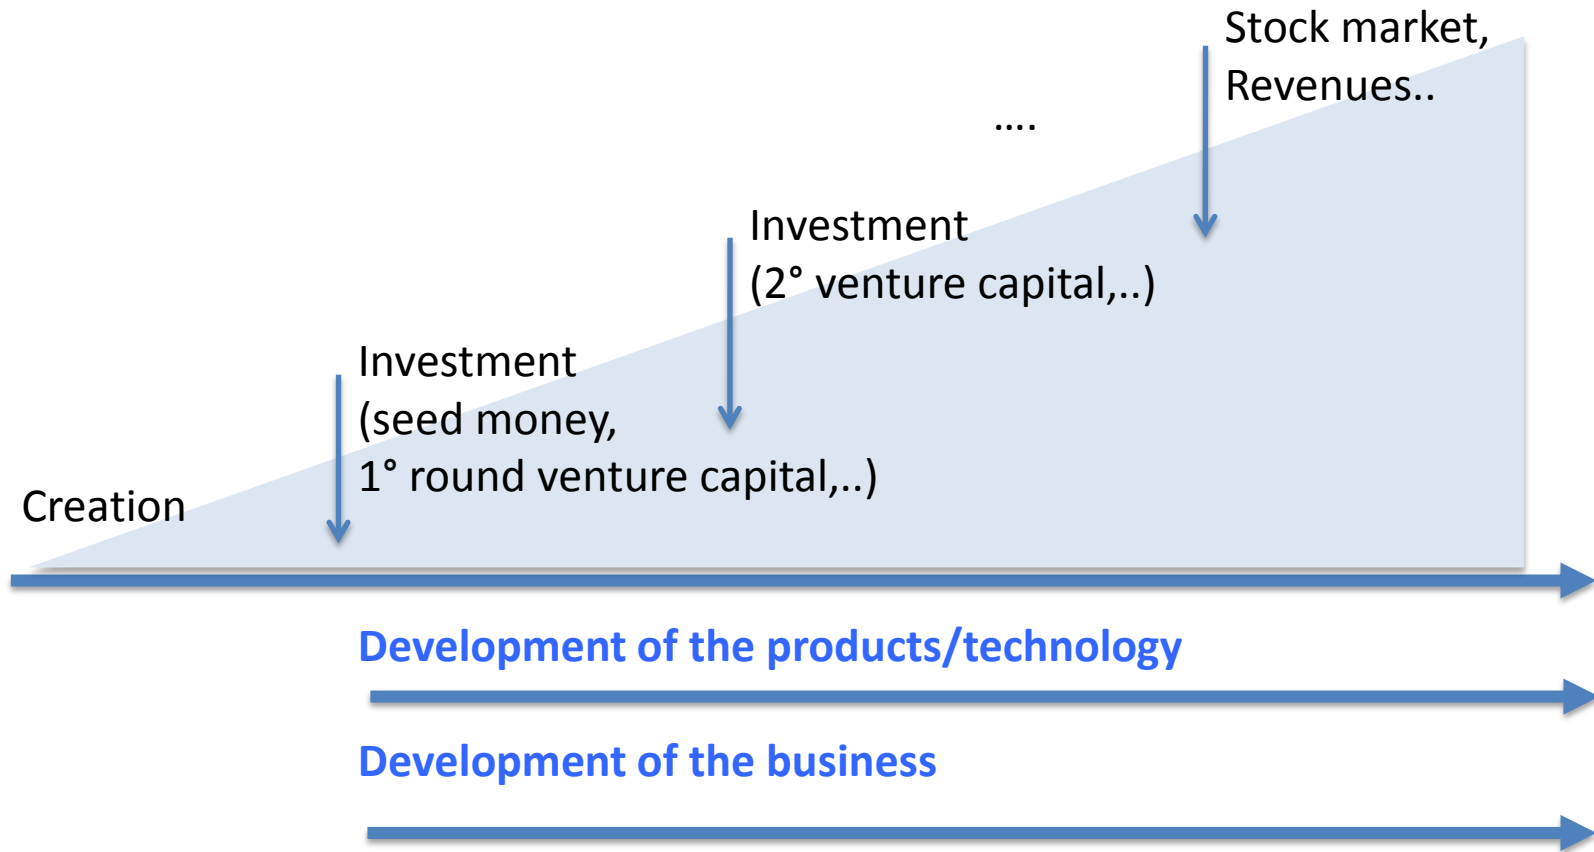 Stock market,
Revenues..
....
Investment
(2° venture capital,..)
Investment
(seed money,
1° round venture capital,..)
Creation
Development of the products/technology
Development of the business